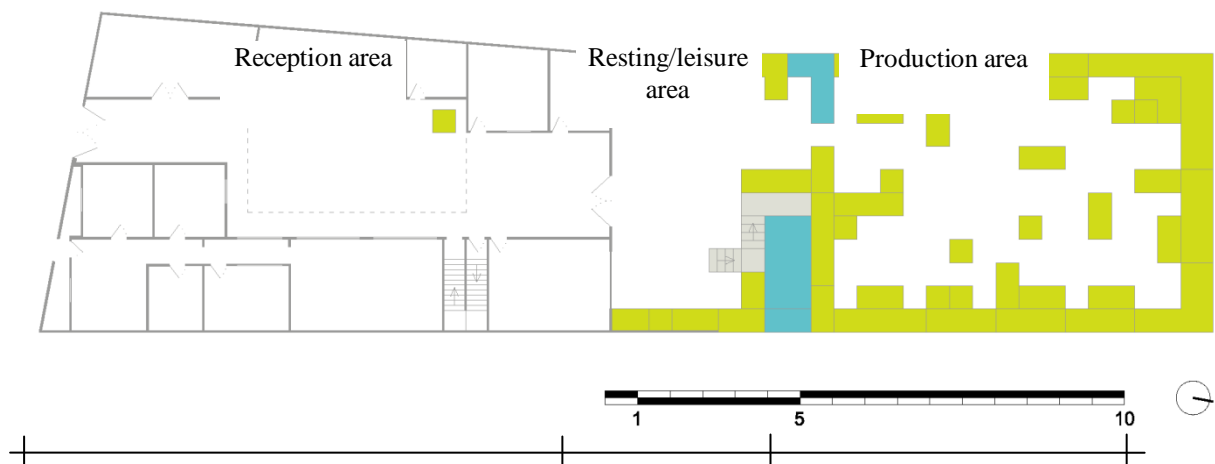 Reception area
Resting/leisure
area
Production area
1 5 10